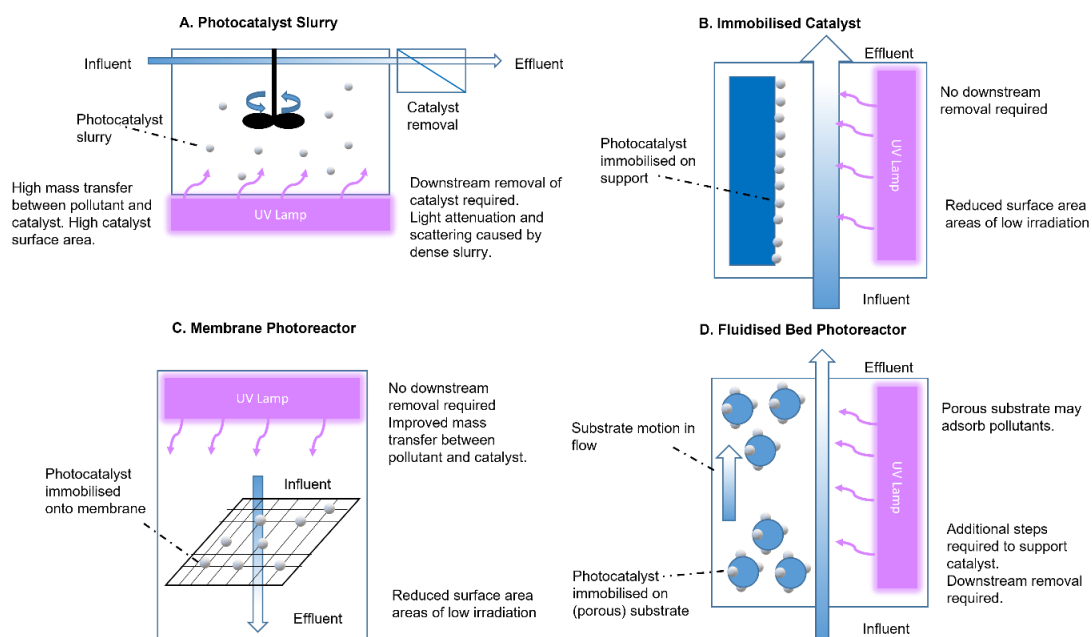 A. Photocatalyst Slurry
Influent
Effluent
Catalyst
removal
Photocatalyst
slurry
High mass transfer
between pollutant and
catalyst. High catalyst
surface area.
UV Lamp
Downstream removal of
catalyst required.
Light attenuation and
scattering caused by
dense slurry.
B. Immobilised Catalyst
Effluent
No downstream
removal required
Photocatalyst
immobilised on
support
UV Lamp
Reduced surface area
areas of low irradiation
Influent
C. Membrane Photoreactor
UV Lamp
No downstream
removal required
Improved mass
transfer between
pollutant and catalyst.
Photocatalyst
immobilised
onto membrane
Influent
Effluent
Reduced surface area
areas of low irradiation
D. Fluidised Bed Photoreactor
Effluent
Substrate motion in
flow
Porous substrate may
adsorb pollutants.
UV Lamp
Additional steps
required to support
catalyst.
Downstream removal
required.
Photocatalyst
immobilised on
(porous) substrate
Influent